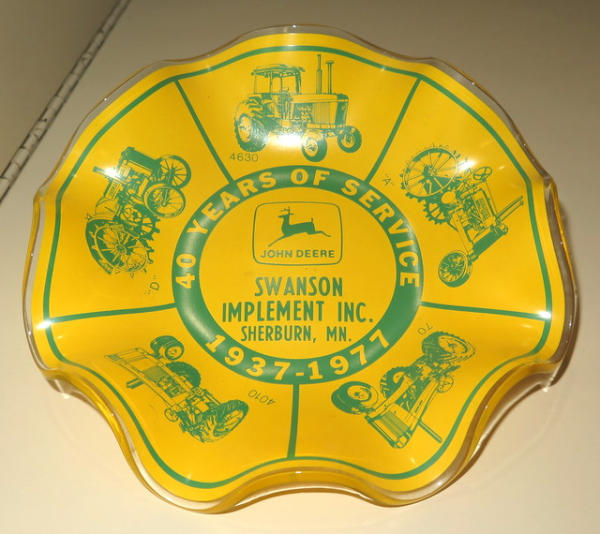 4630
"A"
70
4010
"D"
40 YEARS OF SERVICE
JOHN DEERE
SWANSON
IMPLEMENT INC.
SHERBURN, MN.
1937-1977